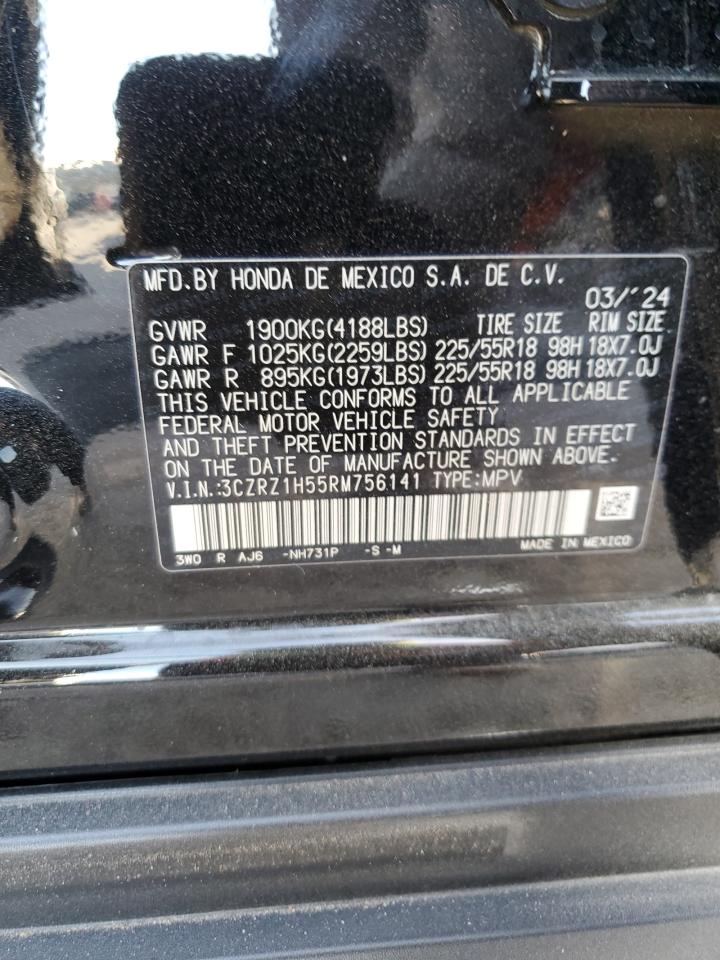 MFD.BY HONDA DE MEXICO S.A. DE C.V.
03/'24
GVWR 1900KG(4188LBS) TIRE SIZE RIM SIZE
GAWR F 1025KG(2259LBS) 225/55R18 98H 18X7.0J
GAWR R 895KG(1973LBS) 225/55R18 98H 18X7.0J
THIS VEHICLE CONFORMS TO ALL APPLICABLE
FEDERAL MOTOR VEHICLE SAFETY
AND THEFT PREVENTION STANDARDS IN EFFECT
ON THE DATE OF MANUFACTURE SHOWN ABOVE.
V.I.N.:3CZRZ1H55RM756141 TYPE:MPV
3W0 R AJ6 -NH731P -S -M MADE IN MEXICO